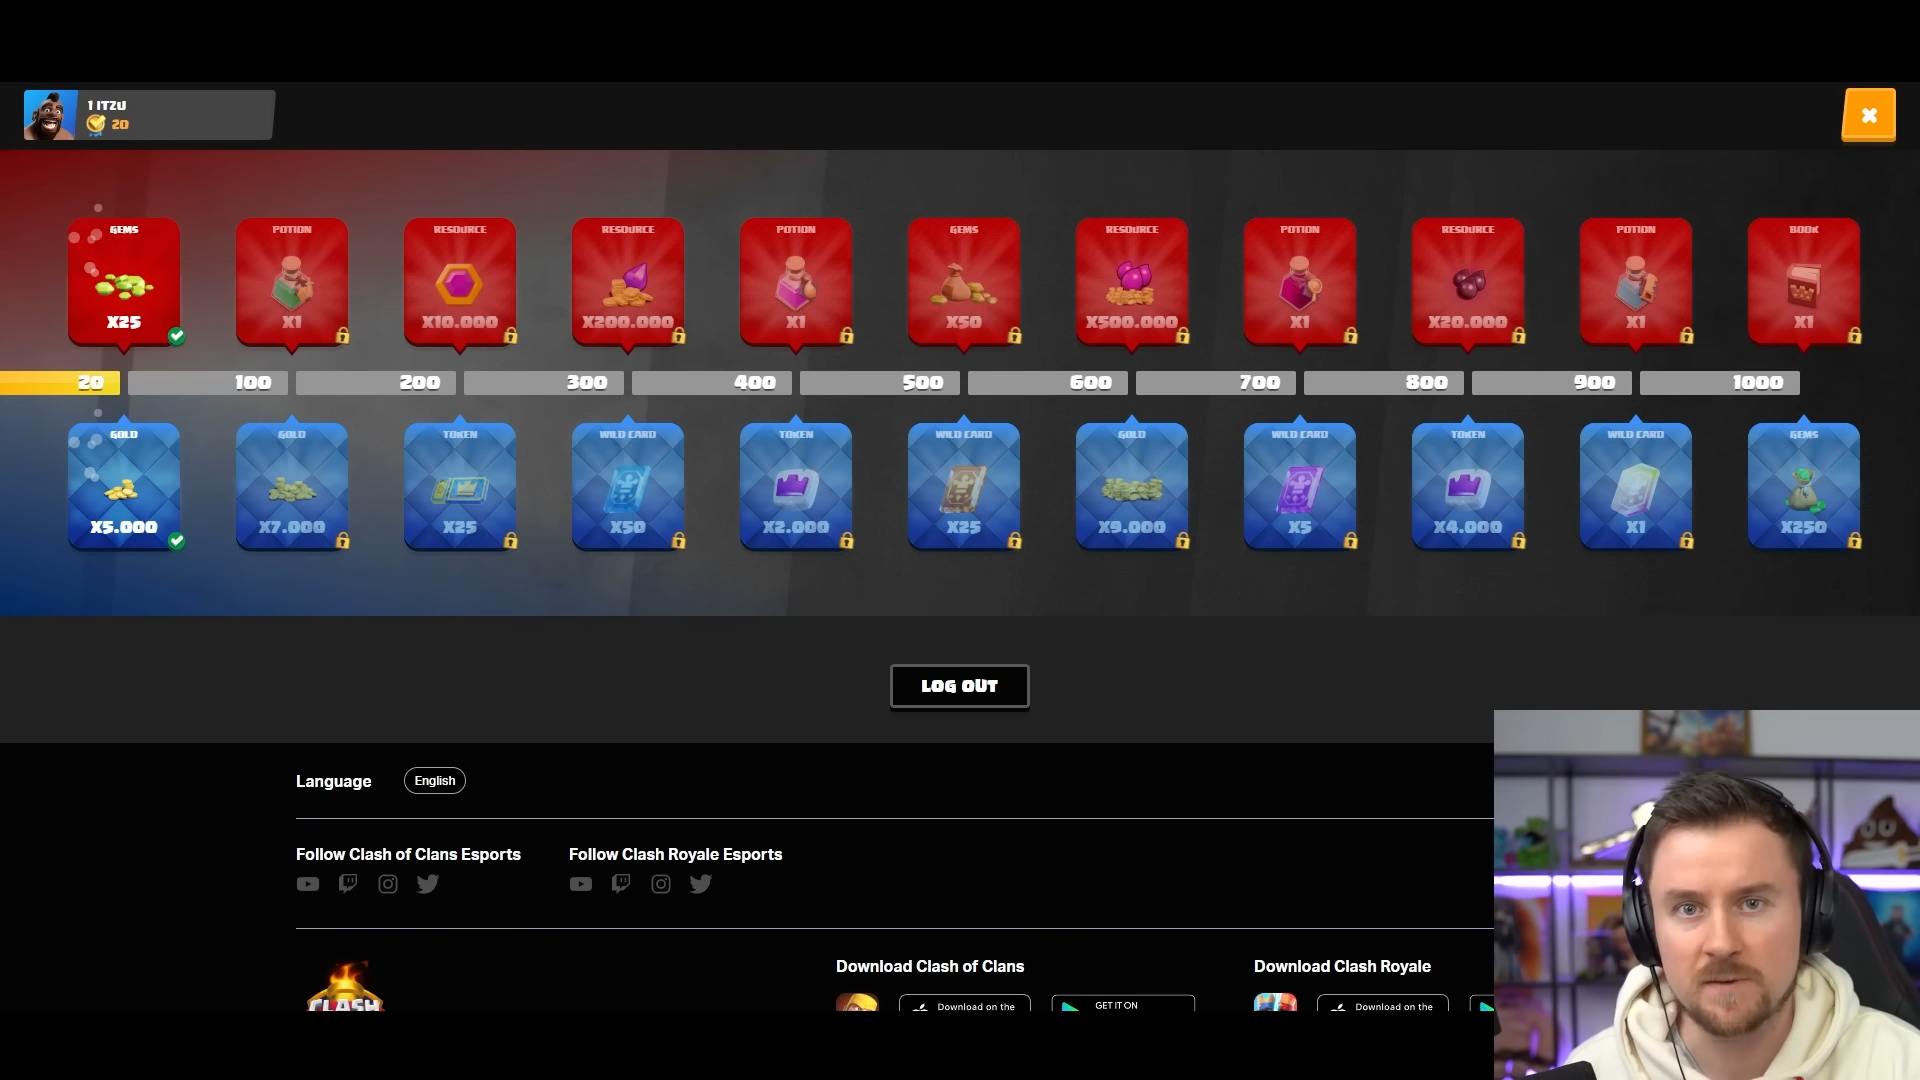 1 ITZU
20
GEMS
X25
POTION
X1
RESOURCE
X10.000
RESOURCE
X200.000
POTION
X1
GEMS
X50
RESOURCE
X500.000
POTION
X1
RESOURCE
X20.000
POTION
X1
BOOK
X1
20 100 200 300 400 500 600 700 800 900 1000
GOLD
X5.000
GOLD
X7.000
TOKEN
X25
WILD CARD
X50
TOKEN
X2.000
WILD CARD
X25
GOLD
X9.000
WILD CARD
X5
TOKEN
X4.000
WILD CARD
X1
GEMS
X250
LOG OUT
Language English
Follow Clash of Clans Esports
Follow Clash Royale Esports
CLASH
Download Clash of Clans
Download on the
GET IT ON
Download Clash Royale
Download on the